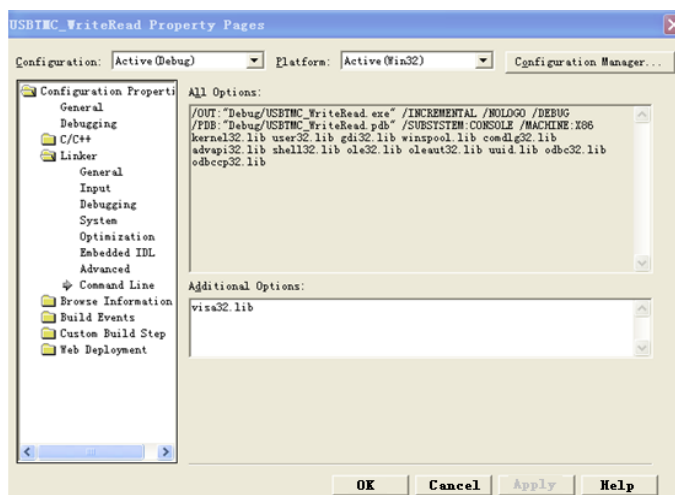 USBTMC_WriteRead Property Pages
Configuration: Active(Debug) Platform: Active(Win32) Configuration Manager...
Configuration Properti
General
Debugging
C/C++
Linker
General
Input
Debugging
System
Optimization
Embedded IDL
Advanced
Command Line
Browse Information
Build Events
Custom Build Step
Web Deployment
All Options:
/OUT:"Debug/USBTMC_WriteRead.exe" /INCREMENTAL /NOLOGO /DEBUG
/PDB:"Debug/USBTMC_WriteRead.pdb" /SUBSYSTEM:CONSOLE /MACHINE:X86
kernel32.lib user32.lib gdi32.lib winspool.lib comdlg32.lib
advapi32.lib shell32.lib ole32.lib oleaut32.lib uuid.lib odbc32.lib
odbccp32.lib
Additional Options:
visa32.lib
OK Cancel Apply Help